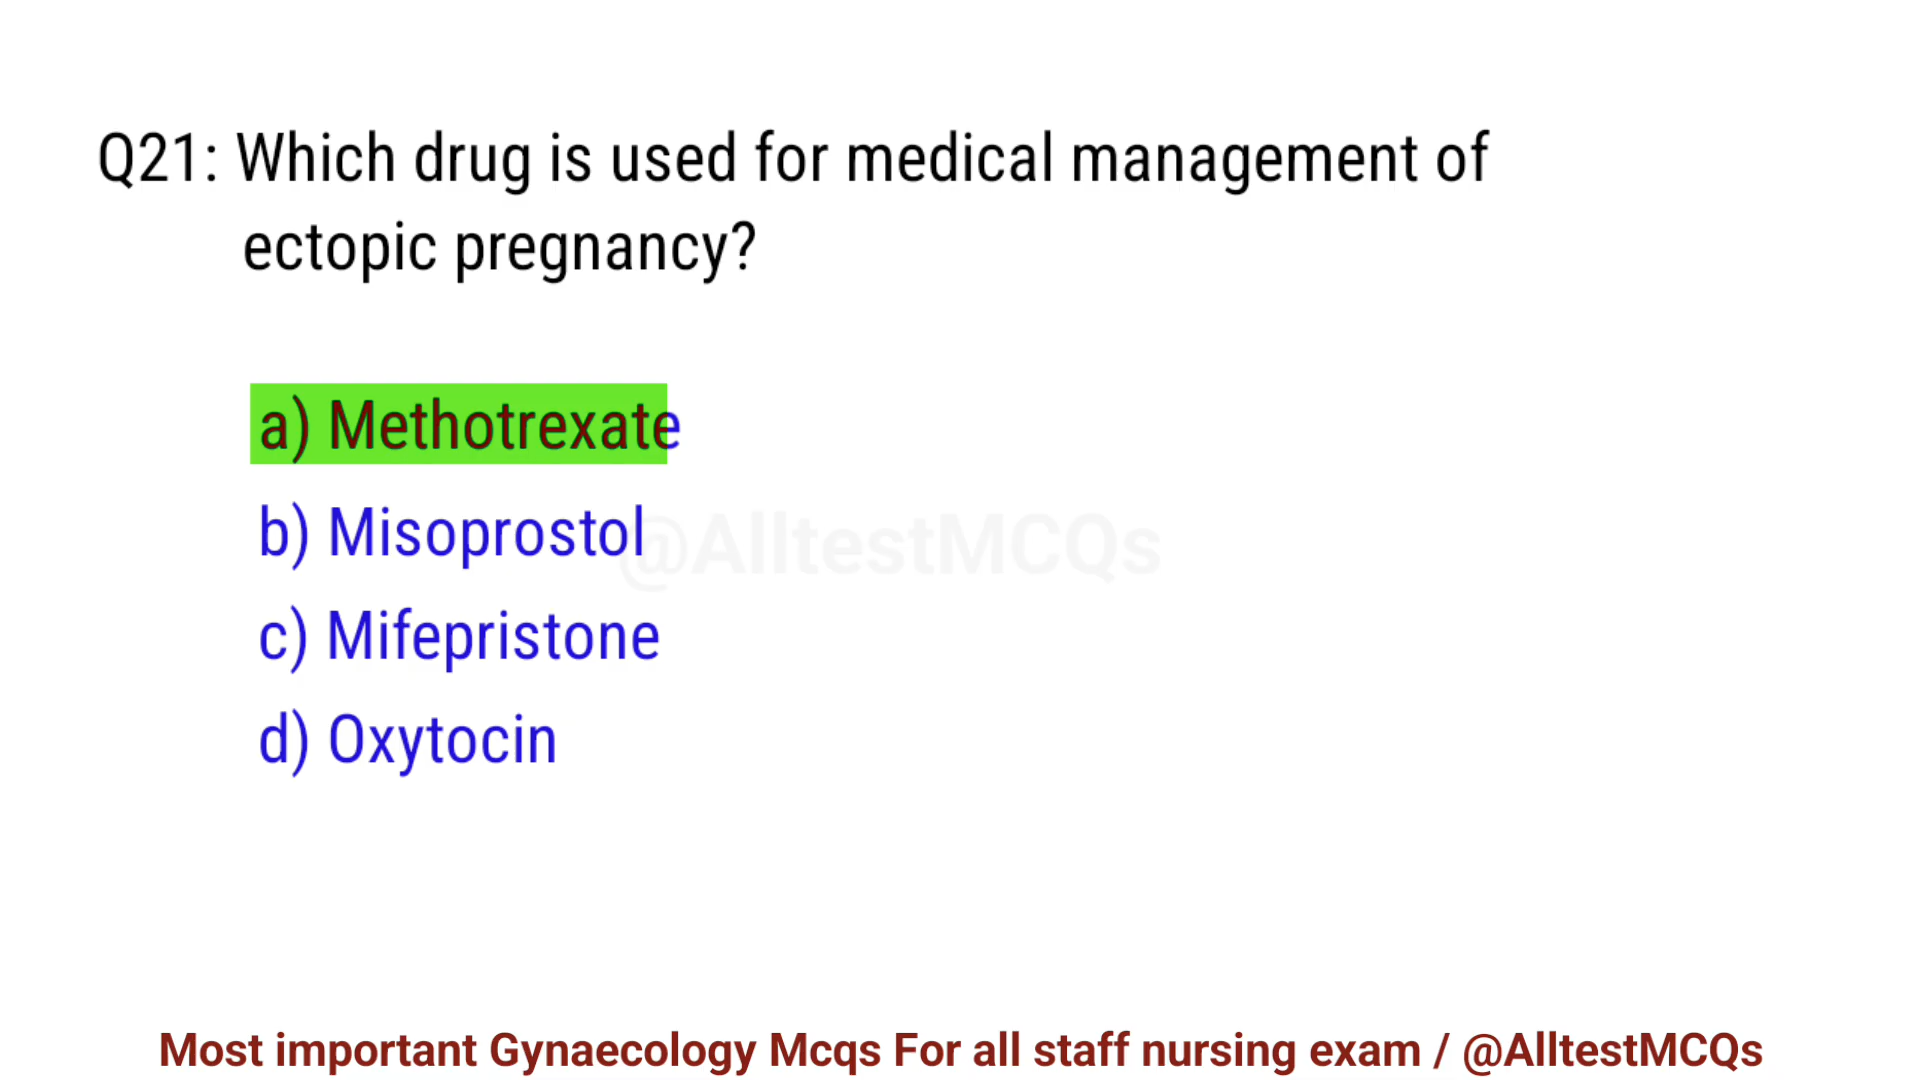 Q21: Which drug is used for medical management of
ectopic pregnancy?
a) Methotrexate
b) Misoprostol
@AlltestMCQs
c) Mifepristone
d) Oxytocin
Most important Gynaecology Mcqs For all staff nursing exam / @AlltestMCQs